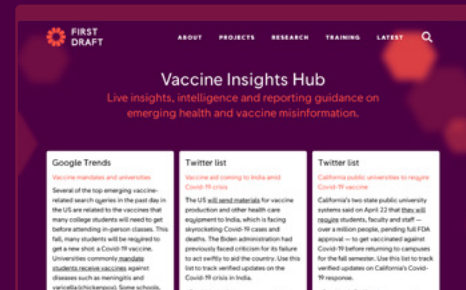 FIRST
DRAFT
ABOUT PROJECTS RESEARCH TRAINING LATEST
Vaccine Insights Hub
Live insights, intelligence and reporting guidance on
emerging health and vaccine misinformation.
Google Trends
Vaccine mandates and universities
Several of the top emerging vaccine-
related search queries in the past day in
the US are related to the vaccines that
many college students will need to get
before attending in-person classes. This
fall, many students will be required to
get a new shot: a Covid-19 vaccine.
Universities commonly mandate
students receive vaccines against
diseases such as meningitis and
varicella (chickenpox). Some schools,
Twitter list
Vaccine aid coming to India amid
Covid-19 crisis
The US will send materials for vaccine
production and other health care
equipment to India, which is facing
skyrocketing Covid-19 cases and
deaths. The Biden administration had
previously faced criticism for its failure
to act swiftly to aid the country. Use this
list to track verified updates on the
Covid-19 crisis in India.
Twitter list
California public universities to require
Covid-19 vaccine
California's two state public university
systems said on April 22 that they will
require students, faculty and staff —
over a million people, pending full FDA
approval — to get vaccinated against
Covid-19 before returning to campuses
for the fall semester. Use this list to track
verified updates on California's Covid-
19 response.